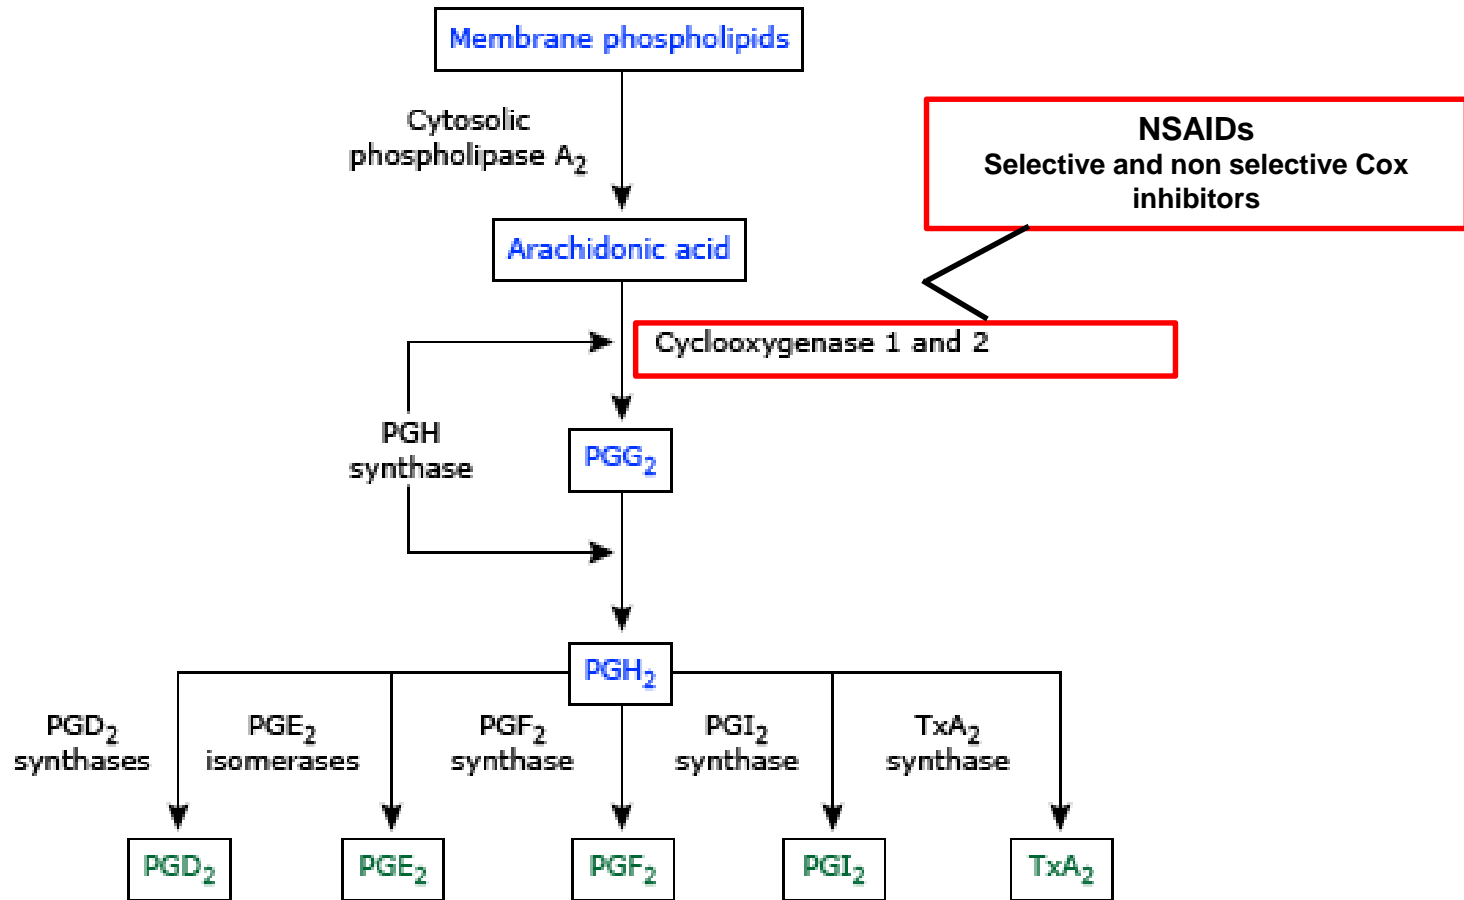 Membrane phospholipids
Cytosolic
phospholipase A₂
NSAIDs
Selective and non selective Cox
inhibitors
Arachidonic acid
Cyclooxygenase 1 and 2
PGH
synthase
PGG₂
PGH₂
PGD₂
synthases
PGE₂
isomerases
PGF₂
synthase
PGI₂
synthase
TxA₂
synthase
PGD₂
PGE₂
PGF₂
PGI₂
TxA₂